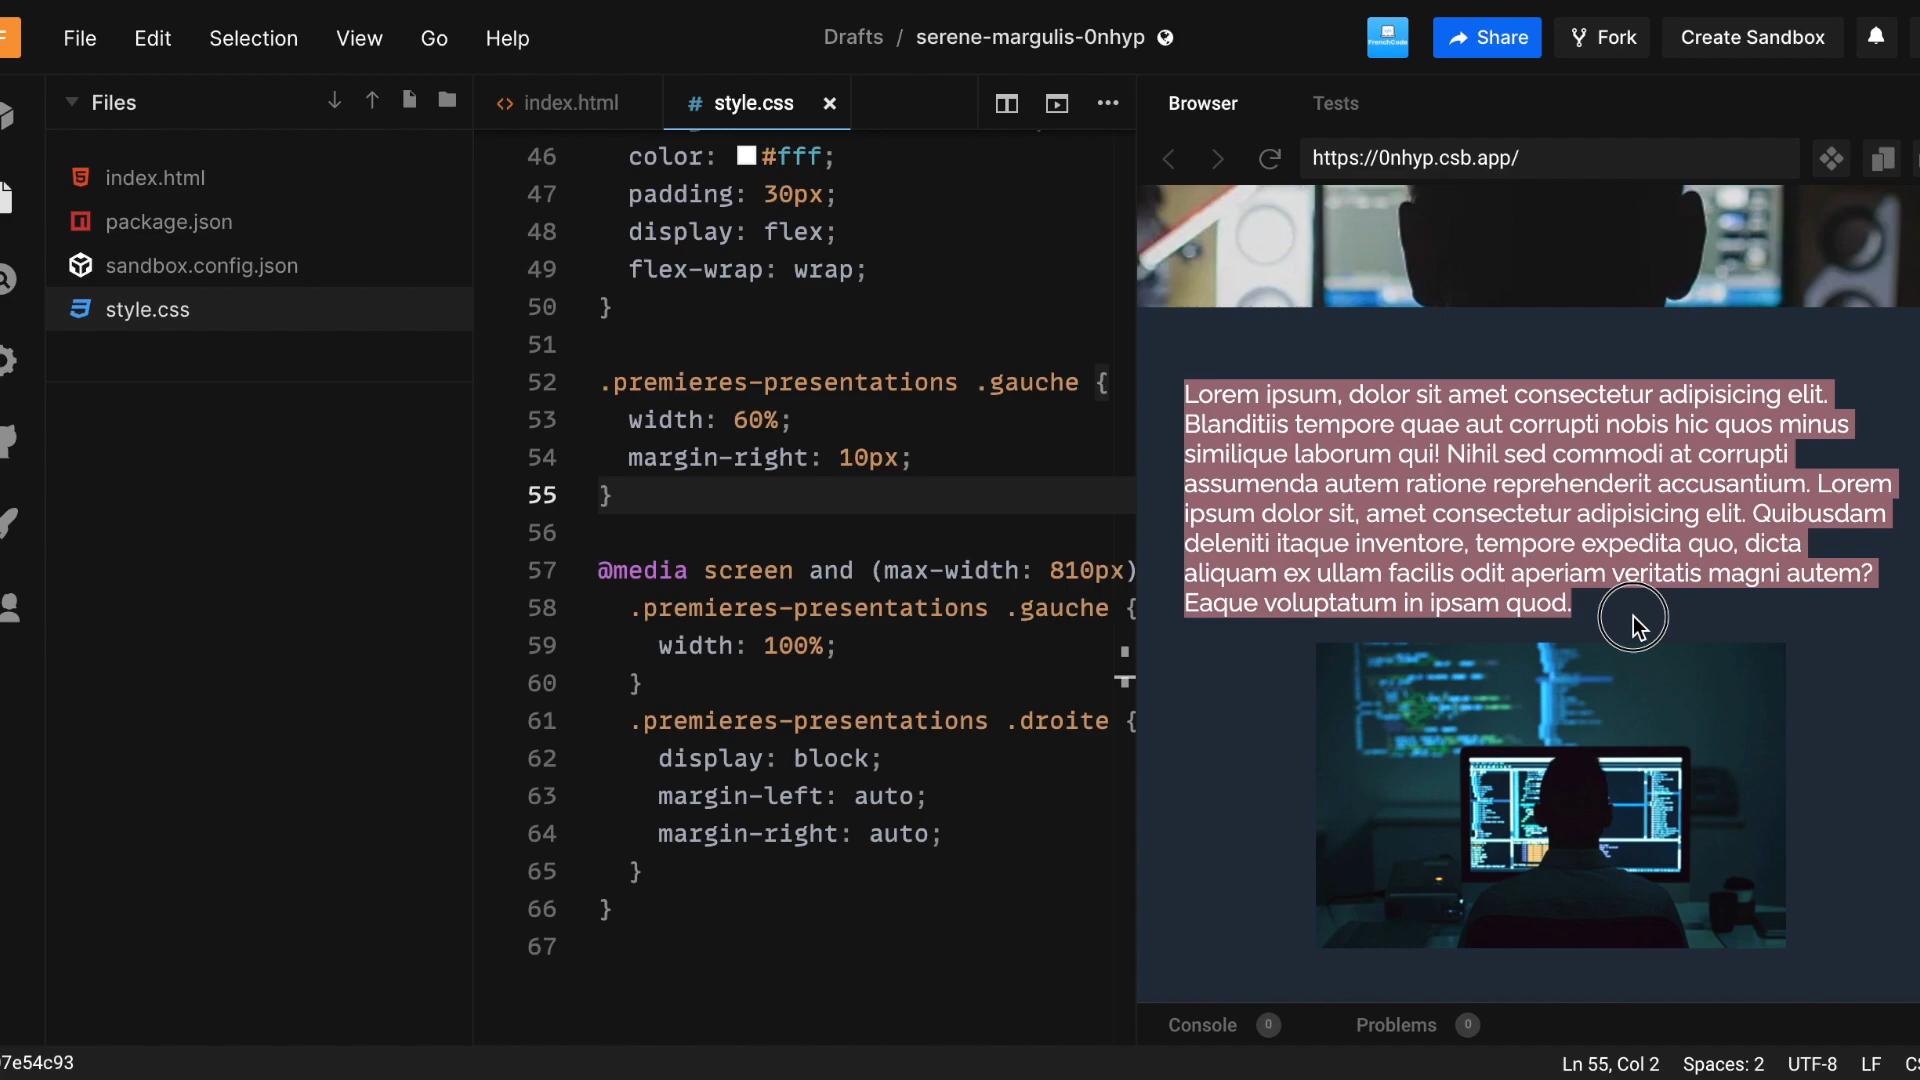 File Edit Selection View Go Help
Drafts / serene-margulis-0nhyp
FrenchCode
Share Fork Create Sandbox
Files
index.html
package.json
sandbox.config.json
style.css
index.html # style.css
46 color: #fff;
47 padding: 30px;
48 display: flex;
49 flex-wrap: wrap;
50 }
51
52 .premieres-presentations .gauche {
53 width: 60%;
54 margin-right: 10px;
55 }
56
57 @media screen and (max-width: 810px)
58 .premieres-presentations .gauche {
59 width: 100%;
60 }
61 .premieres-presentations .droite {
62 display: block;
63 margin-left: auto;
64 margin-right: auto;
65 }
66 }
67
Browser Tests
https://0nhyp.csb.app/
Lorem ipsum, dolor sit amet consectetur adipisicing elit.
Blanditiis tempore quae aut corrupti nobis hic quos minus
similique laborum qui! Nihil sed commodi at corrupti
assumenda autem ratione reprehenderit accusantium. Lorem
ipsum dolor sit, amet consectetur adipisicing elit. Quibusdam
deleniti itaque inventore, tempore expedita quo, dicta
aliquam ex ullam facilis odit aperiam veritatis magni autem?
Eaque voluptatum in ipsam quod.
Console 0 Problems 0
7e54c93
Ln 55, Col 2 Spaces: 2 UTF-8 LF